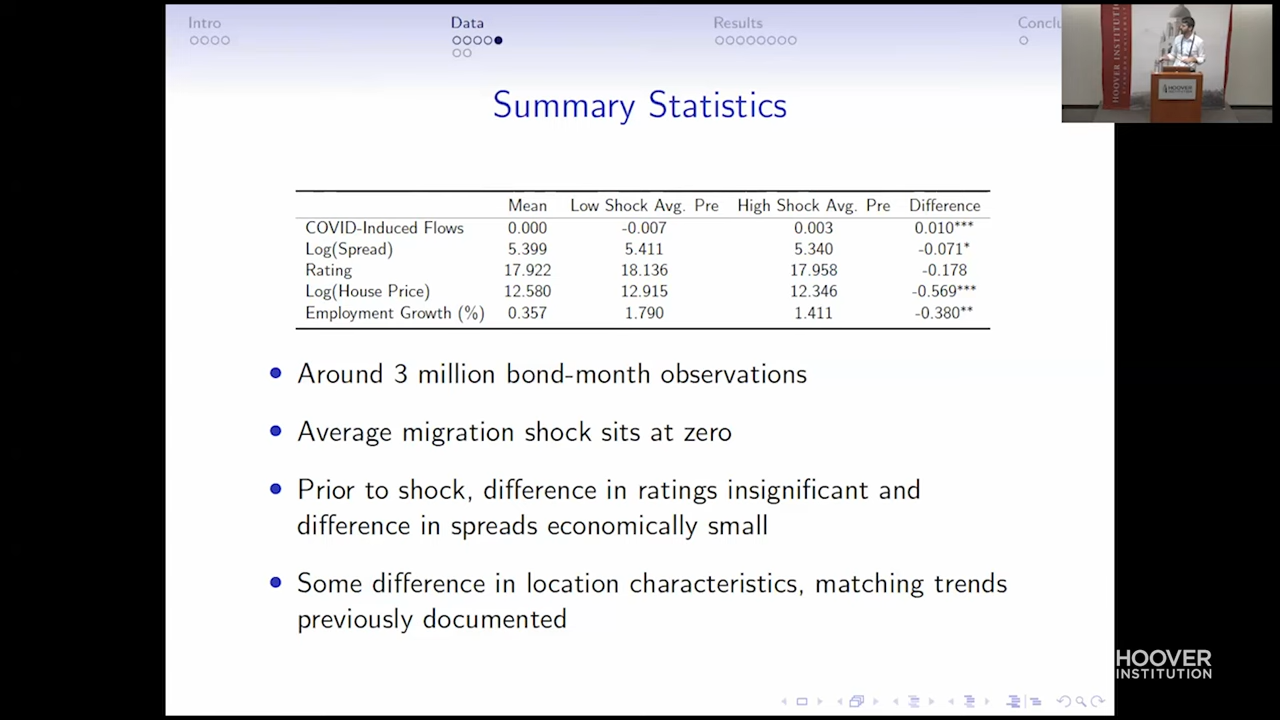 Intro
Data
Results
Conclu
Summary Statistics
Mean Low Shock Avg. Pre High Shock Avg. Pre Difference
COVID-Induced Flows 0.000 -0.007 0.003 0.010***
Log(Spread) 5.399 5.411 5.340 -0.071*
Rating 17.922 18.136 17.958 -0.178
Log(House Price) 12.580 12.915 12.346 -0.569***
Employment Growth (%) 0.357 1.790 1.411 -0.380**
Around 3 million bond-month observations
Average migration shock sits at zero
Prior to shock, difference in ratings insignificant and
difference in spreads economically small
Some difference in location characteristics, matching trends
previously documented
HOOVER INSTITUTION
HOOVER
INSTITUTION
HOOVER
INSTITUTION